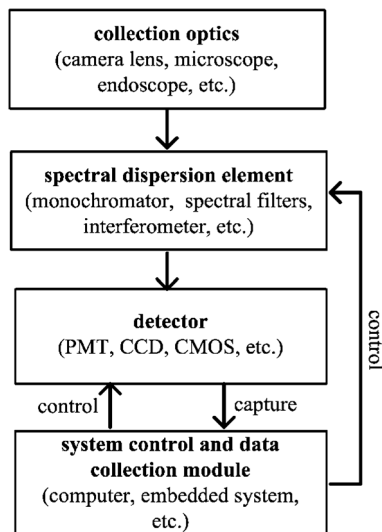 collection optics
(camera lens, microscope,
endoscope, etc.)
spectral dispersion element
(monochromator, spectral filters,
interferometer, etc.)
detector
(PMT, CCD, CMOS, etc.)
control
capture
control
system control and data
collection module
(computer, embedded system,
etc.)